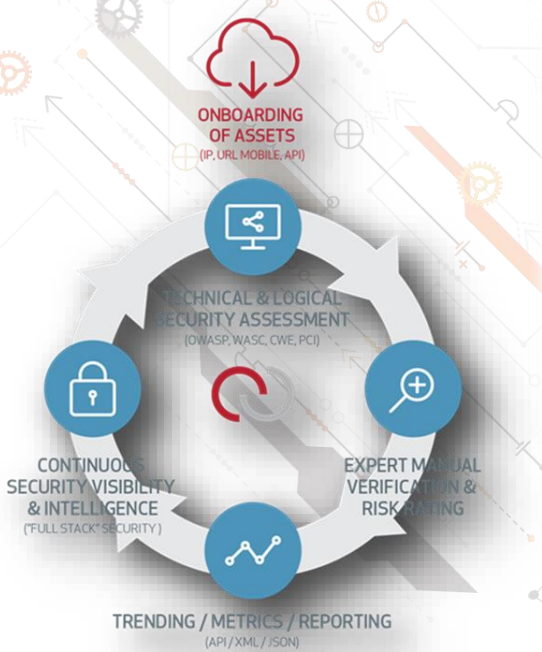 ONBOARDING
OF ASSETS
(IP, URL MOBILE, API)
TECHNICAL & LOGICAL
SECURITY ASSESSMENT
(OWASP, WASC, CWE, PCI)
EXPERT MANUAL
VERIFICATION &
RISK RATING
CONTINUOUS
SECURITY VISIBILITY
& INTELLIGENCE
("FULL STACK" SECURITY )
TRENDING / METRICS / REPORTING
(API / XML / JSON)